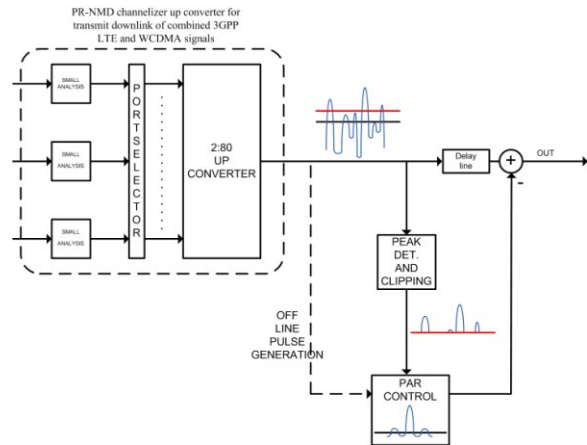 PR-NMD channelizer up converter for
transmit downlink of combined 3GPP
LTE and WCDMA signals
SMALL
ANALYSIS
SMALL
ANALYSIS
SMALL
ANALYSIS
PORTSELECTOR
2:80
UP
CONVERTER
Delay
line
+
OUT
-
PEAK
DET.
AND
CLIPPING
OFF
LINE
PULSE
GENERATION
PAR
CONTROL